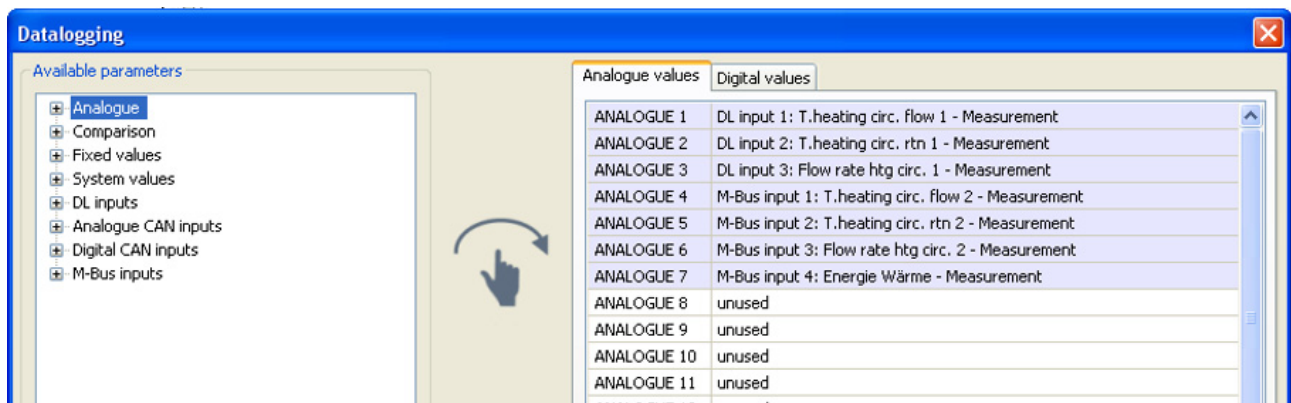 Datalogging
Available parameters
Analogue
Comparison
Fixed values
System values
DL inputs
Analogue CAN inputs
Digital CAN inputs
M-Bus inputs
Analogue values Digital values
ANALOGUE 1 DL input 1: T.heating circ. flow 1 - Measurement
ANALOGUE 2 DL input 2: T.heating circ. rtn 1 - Measurement
ANALOGUE 3 DL input 3: Flow rate htg circ. 1 - Measurement
ANALOGUE 4 M-Bus input 1: T.heating circ. flow 2 - Measurement
ANALOGUE 5 M-Bus input 2: T.heating circ. rtn 2 - Measurement
ANALOGUE 6 M-Bus input 3: Flow rate htg circ. 2 - Measurement
ANALOGUE 7 M-Bus input 4: Energie Wärme - Measurement
ANALOGUE 8 unused
ANALOGUE 9 unused
ANALOGUE 10 unused
ANALOGUE 11 unused